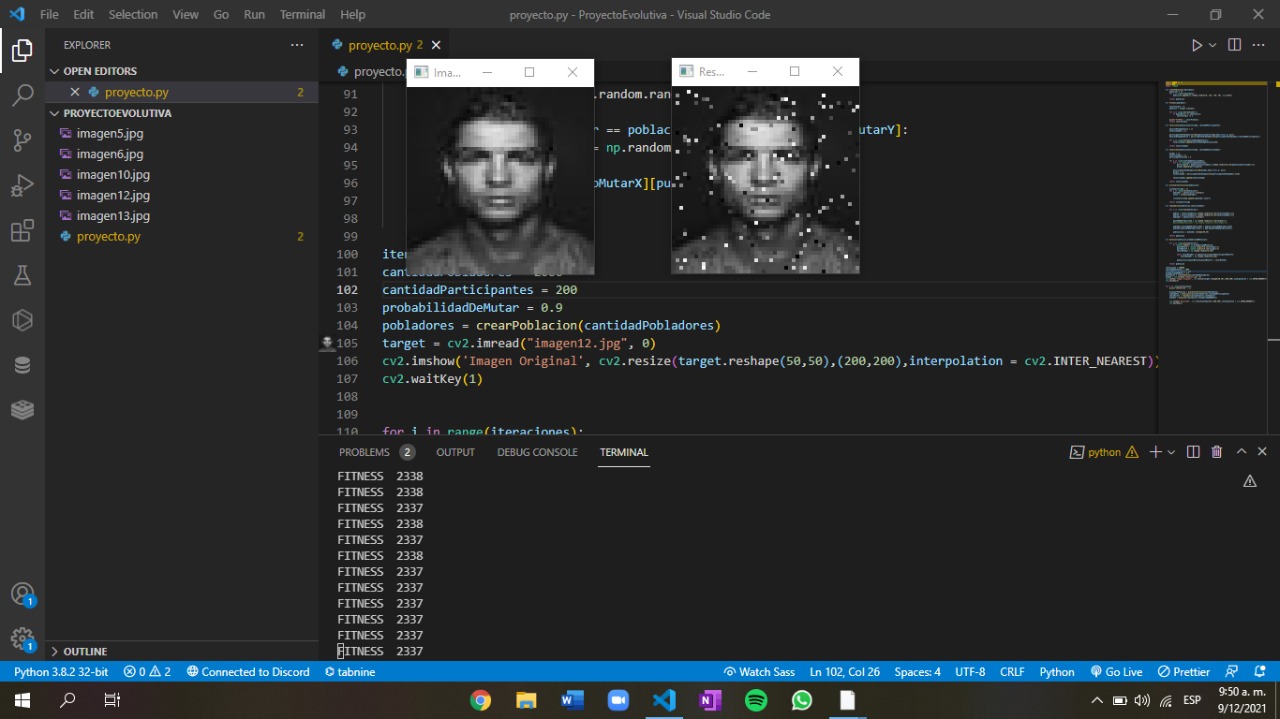 File Edit Selection View Go Run Terminal Help
proyecto.py - ProyectoEvolutiva - Visual Studio Code
EXPLORER
OPEN EDITORS
proyecto.py 2
PROYECTOEVOLUTIVA
imagen5.jpg
imagen6.jpg
imagen10.jpg
imagen12.jpg
imagen13.jpg
proyecto.py 2
OUTLINE
proyecto.py 2
proyecto.
Ima...
Res...
91 .random.ran
92
93 r == poblac utarY]:
94 = np.random
95
96 oMutarX][pu
97
98
99
100 iter
101 cantidadPobladores = 2000
102 cantidadParticipantes = 200
103 probabilidadDeMutar = 0.9
104 pobladores = crearPoblacion(cantidadPobladores)
105 target = cv2.imread("imagen12.jpg", 0)
106 cv2.imshow('Imagen Original', cv2.resize(target.reshape(50,50),(200,200),interpolation = cv2.INTER_NEAREST))
107 cv2.waitKey(1)
108
109
110 for i in range(iteraciones):
PROBLEMS 2 OUTPUT DEBUG CONSOLE TERMINAL
python
FITNESS 2338
FITNESS 2338
FITNESS 2337
FITNESS 2338
FITNESS 2337
FITNESS 2338
FITNESS 2337
FITNESS 2337
FITNESS 2337
FITNESS 2337
FITNESS 2337
FITNESS 2337
1
1
Python 3.8.2 32-bit 0 2 Connected to Discord tabnine Watch Sass Ln 102, Col 26 Spaces: 4 UTF-8 CRLF Python Go Live Prettier
ESP
9:50 a. m.
9/12/2021